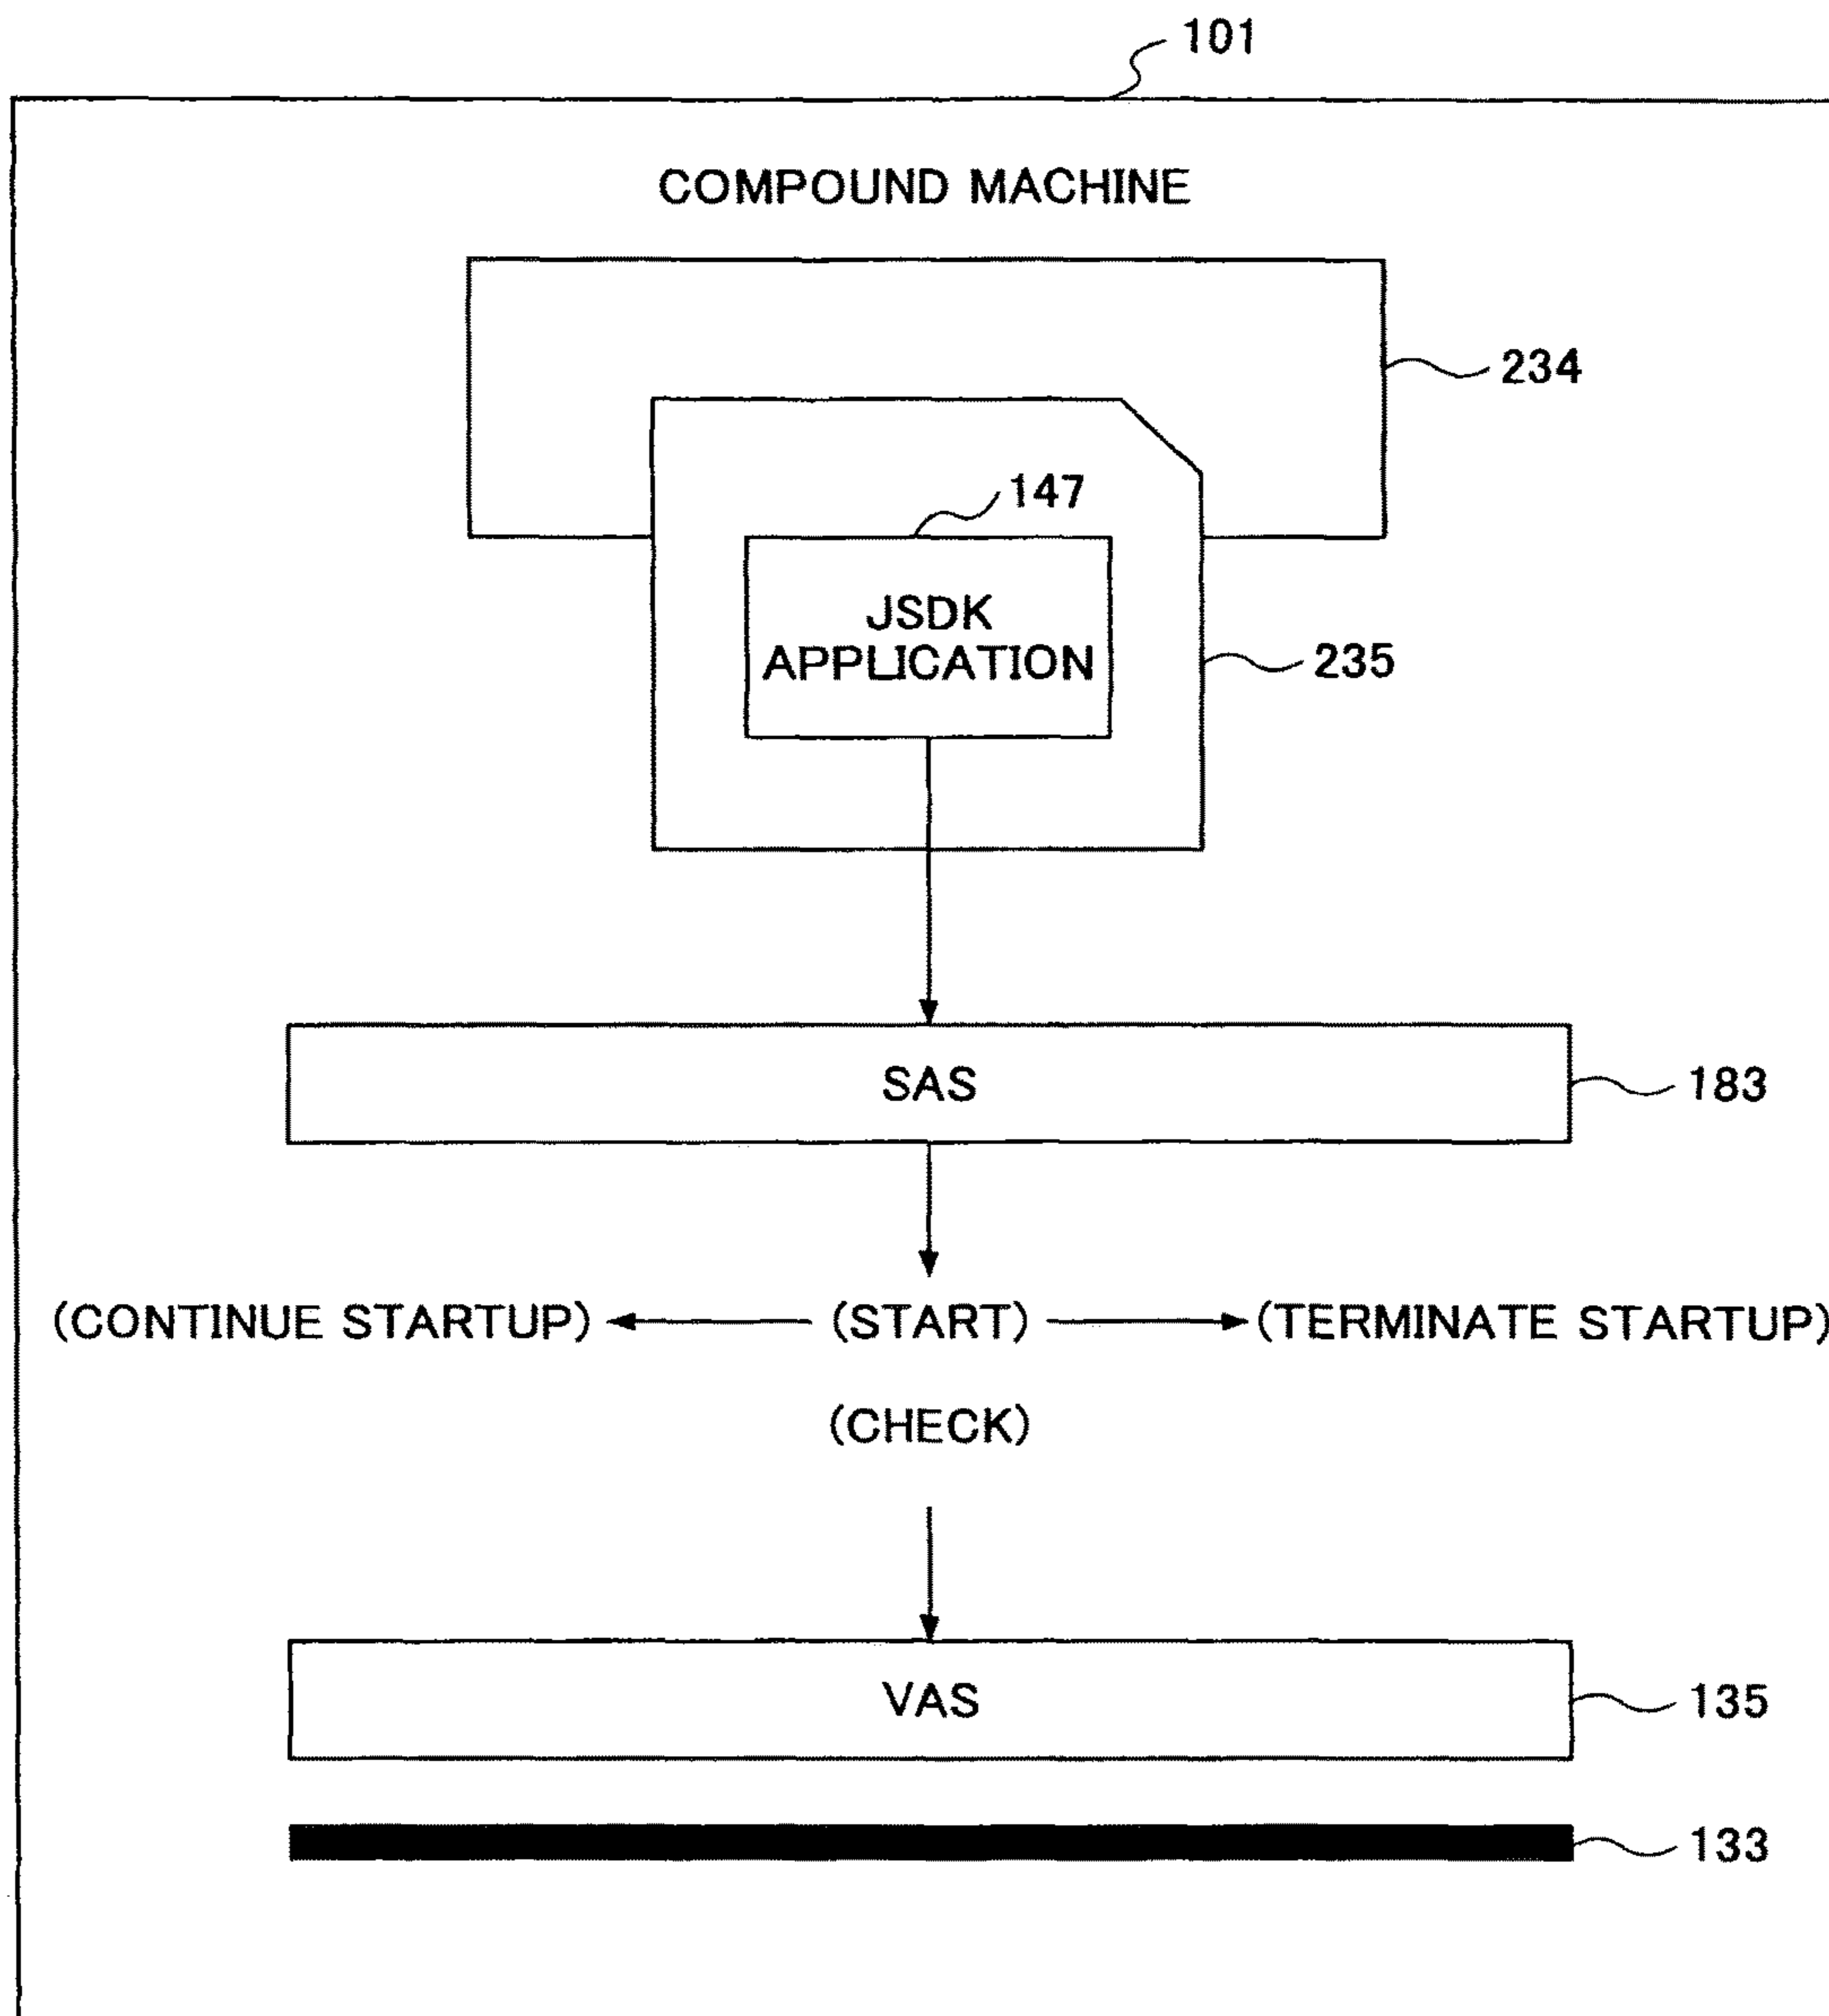 101
COMPOUND MACHINE
234
147
JSDK
APPLICATION
235
SAS
183
(CONTINUE STARTUP) (START) (TERMINATE STARTUP)
(CHECK)
VAS
135
133